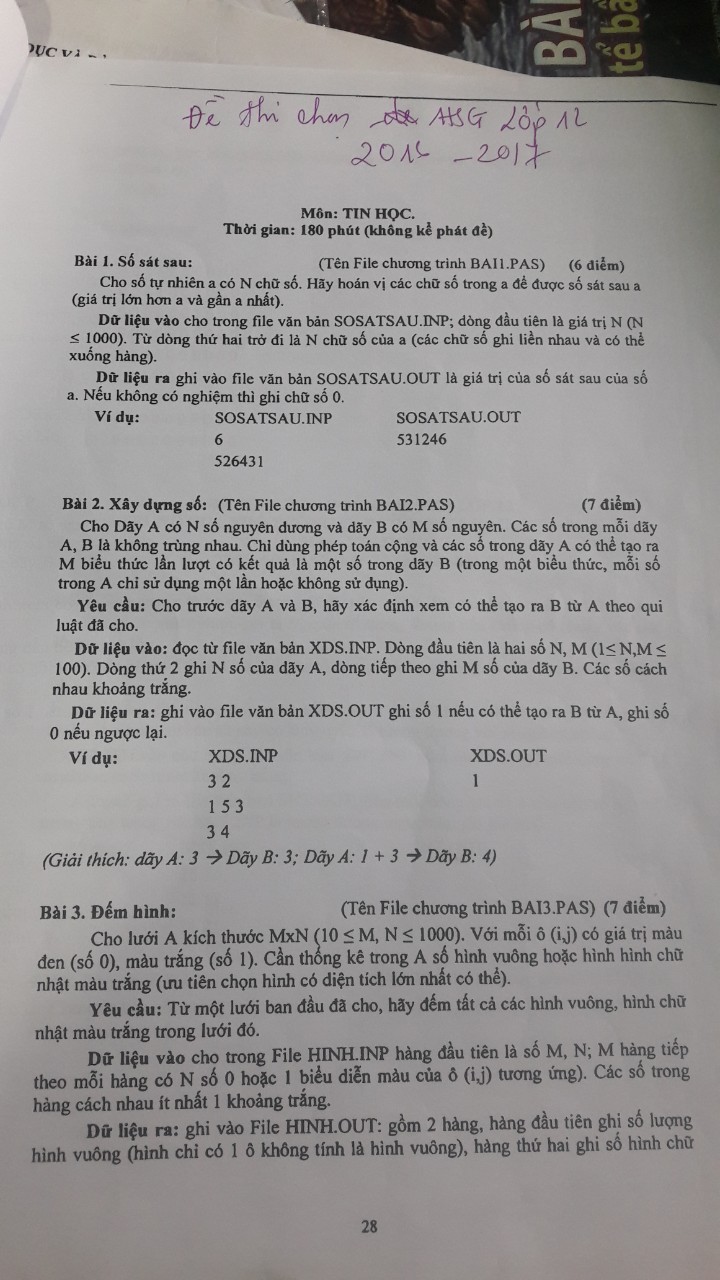 BÀI
tế bà
Đề thi chọn HSG Lớp 12
2016 - 2017
Môn: TIN HỌC.
Thời gian: 180 phút (không kể phát đề)
Bài 1. Số sát sau: (Tên File chương trình BAI1.PAS) (6 điểm)
Cho số tự nhiên a có N chữ số. Hãy hoán vị các chữ số trong a để được số sát sau a
(giá trị lớn hơn a và gần a nhất).
Dữ liệu vào cho trong file văn bản SOSATSAU.INP; dòng đầu tiên là giá trị N (N
≤ 1000). Từ dòng thứ hai trở đi là N chữ số của a (các chữ số ghi liền nhau và có thể
xuống hàng).
Dữ liệu ra ghi vào file văn bản SOSATSAU.OUT là giá trị của số sát sau của số
a. Nếu không có nghiệm thì ghi chữ số 0.
Ví dụ: SOSATSAU.INP SOSATSAU.OUT
6 531246
526431
Bài 2. Xây dựng số: (Tên File chương trình BAI2.PAS) (7 điểm)
Cho Dãy A có N số nguyên dương và dãy B có M số nguyên. Các số trong mỗi dãy
A, B là không trùng nhau. Chỉ dùng phép toán cộng và các số trong dãy A có thể tạo ra
M biểu thức lần lượt có kết quả là một số trong dãy B (trong một biểu thức, mỗi số
trong A chỉ sử dụng một lần hoặc không sử dụng).
Yêu cầu: Cho trước dãy A và B, hãy xác định xem có thể tạo ra B từ A theo qui
luật đã cho.
Dữ liệu vào: đọc từ file văn bản XDS.INP. Dòng đầu tiên là hai số N, M (1≤ N,M ≤
100). Dòng thứ 2 ghi N số của dãy A, dòng tiếp theo ghi M số của dãy B. Các số cách
nhau khoảng trắng.
Dữ liệu ra: ghi vào file văn bản XDS.OUT ghi số 1 nếu có thể tạo ra B từ A, ghi số
0 nếu ngược lại.
Ví dụ: XDS.INP XDS.OUT
3 2 1
1 5 3
3 4
(Giải thích: dãy A: 3 → Dãy B: 3; Dãy A: 1 + 3 → Dãy B: 4)
Bài 3. Đếm hình: (Tên File chương trình BAI3.PAS) (7 điểm)
Cho lưới A kích thước MxN (10 ≤ M, N ≤ 1000). Với mỗi ô (i,j) có giá trị màu
đen (số 0), màu trắng (số 1). Cần thống kê trong A số hình vuông hoặc hình hình chữ
nhật màu trắng (ưu tiên chọn hình có diện tích lớn nhất có thể).
Yêu cầu: Từ một lưới ban đầu đã cho, hãy đếm tất cả các hình vuông, hình chữ
nhật màu trắng trong lưới đó.
Dữ liệu vào cho trong File HINH.INP hàng đầu tiên là số M, N; M hàng tiếp
theo mỗi hàng có N số 0 hoặc 1 biểu diễn màu của ô (i,j) tương ứng). Các số trong
hàng cách nhau ít nhất 1 khoảng trắng.
Dữ liệu ra: ghi vào File HINH.OUT: gồm 2 hàng, hàng đầu tiên ghi số lượng
hình vuông (hình chỉ có 1 ô không tính là hình vuông), hàng thứ hai ghi số hình chữ
28